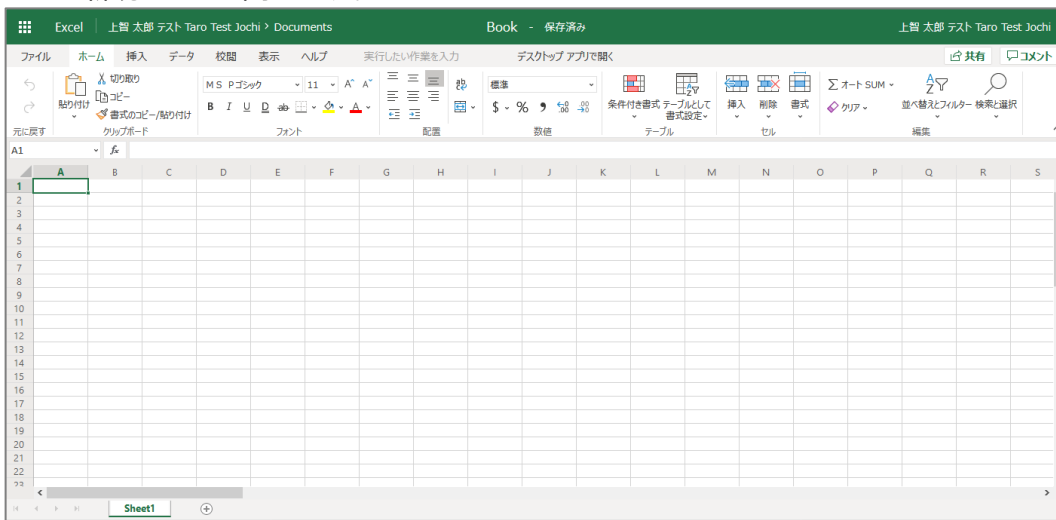 Excel 上智 太郎 テスト Taro Test Jochi › Documents Book - 保存済み 上智 太郎 テスト Taro Test Jochi
ファイル ホーム 挿入 データ 校閲 表示 ヘルプ 実行したい作業を入力 デスクトップ アプリで開く 共有 コメント
貼り付け 切り取り コピー 書式のコピー/貼り付け
MS Pゴシック 11 A^ A˅
B I U D ab A
標準
$ % 9 .00 .00
条件付き書式 テーブルとして書式設定
挿入 削除 書式
オート SUM クリア
並べ替えとフィルター 検索と選択
元に戻す クリップボード フォント 配置 数値 テーブル セル 編集
A1 fx
A B C D E F G H I J K L M N O P Q R S
1
2
3
4
5
6
7
8
9
10
11
12
13
14
15
16
17
18
19
20
21
22
23
Sheet1